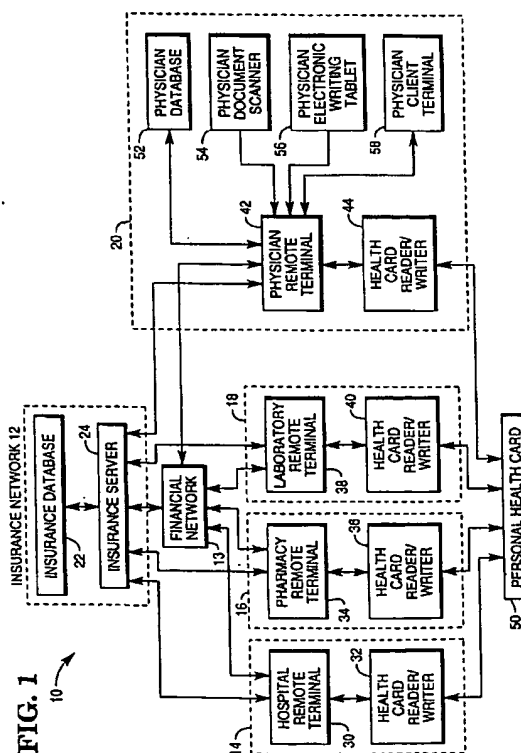 FIG. 1
10
INSURANCE NETWORK 12
INSURANCE DATABASE
22
24
INSURANCE SERVER
FINANCIAL
NETWORK
13
14
HOSPITAL
REMOTE
TERMINAL
30
32
HEALTH
CARD
READER/
WRITER
16
PHARMACY
REMOTE
TERMINAL
34
36
HEALTH
CARD
READER/
WRITER
18
LABORATORY
REMOTE
TERMINAL
38
40
HEALTH
CARD
READER/
WRITER
20
42
PHYSICIAN
REMOTE
TERMINAL
44
HEALTH
CARD
READER/
WRITER
52
PHYSICIAN
DATABASE
54
PHYSICIAN
DOCUMENT
SCANNER
56
PHYSICIAN
ELECTRONIC
WRITING
TABLET
58
PHYSICIAN
CLIENT
TERMINAL
50
PERSONAL HEALTH CARD